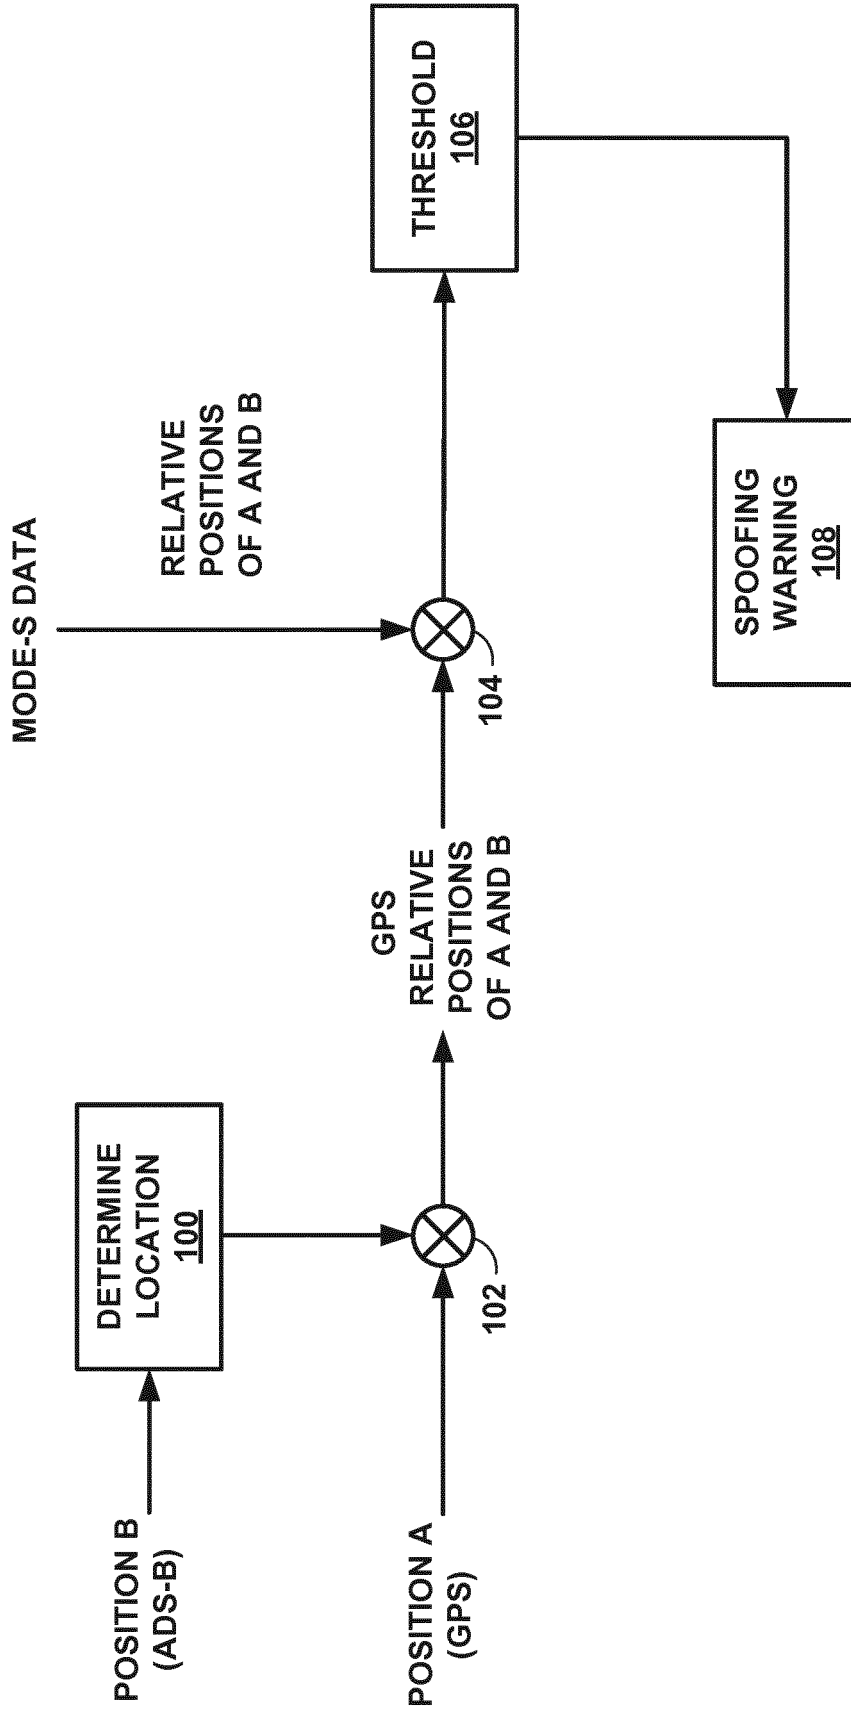 POSITION B
(ADS-B)
DETERMINE
LOCATION
100
POSITION A
(GPS)
102
GPS
RELATIVE
POSITIONS
OF A AND B
MODE-S DATA
RELATIVE
POSITIONS
OF A AND B
104
THRESHOLD
106
SPOOFING
WARNING
108